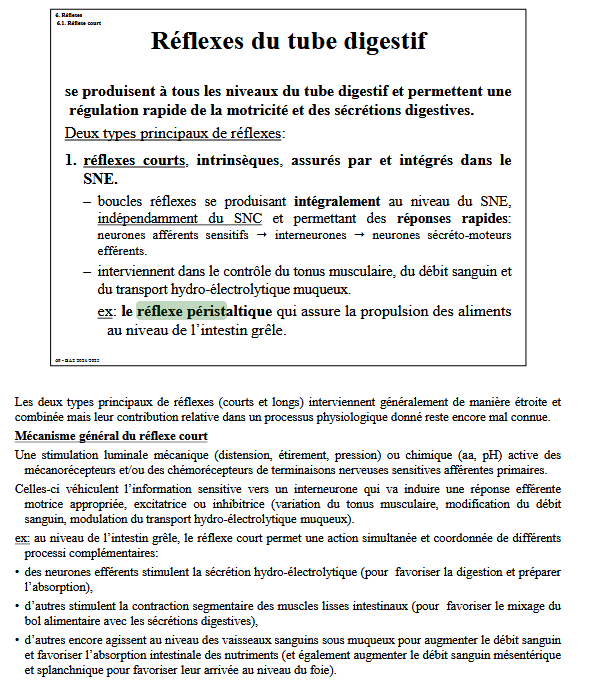 6. Réflexes
6.1. Réflexe court
Réflexes du tube digestif
se produisent à tous les niveaux du tube digestif et permettent une
régulation rapide de la motricité et des sécrétions digestives.
Deux types principaux de réflexes:
1. réflexes courts, intrinsèques, assurés par et intégrés dans le
SNE.
– boucles réflexes se produisant intégralement au niveau du SNE,
indépendamment du SNC et permettant des réponses rapides:
neurones afférents sensitifs → interneurones → neurones sécréto-moteurs
efférents.
– interviennent dans le contrôle du tonus musculaire, du débit sanguin et
du transport hydro-électrolytique muqueux.
ex: le réflexe péristaltique qui assure la propulsion des aliments
au niveau de l’intestin grêle.
Les deux types principaux de réflexes (courts et longs) interviennent généralement de manière étroite et
combinée mais leur contribution relative dans un processus physiologique donné reste encore mal connue.
Mécanisme général du réflexe court
Une stimulation luminale mécanique (distension, étirement, pression) ou chimique (aa, pH) active des
mécanorécepteurs et/ou des chémorécepteurs de terminaisons nerveuses sensitives afférentes primaires.
Celles-ci véhiculent l’information sensitive vers un interneurone qui va induire une réponse efférente
motrice appropriée, excitatrice ou inhibitrice (variation du tonus musculaire, modification du débit
sanguin, modulation du transport hydro-électrolytique muqueux).
ex: au niveau de l’intestin grêle, le réflexe court permet une action simultanée et coordonnée de différents
processi complémentaires:
• des neurones efférents stimulent la sécrétion hydro-électrolytique (pour favoriser la digestion et préparer
l’absorption),
• d’autres stimulent la contraction segmentaire des muscles lisses intestinaux (pour favoriser le mixage du
bol alimentaire avec les sécrétions digestives),
• d’autres encore agissent au niveau des vaisseaux sanguins sous muqueux pour augmenter le débit sanguin
et favoriser l’absorption intestinale des nutriments (et également augmenter le débit sanguin mésentérique
et splanchnique pour favoriser leur arrivée au niveau du foie).